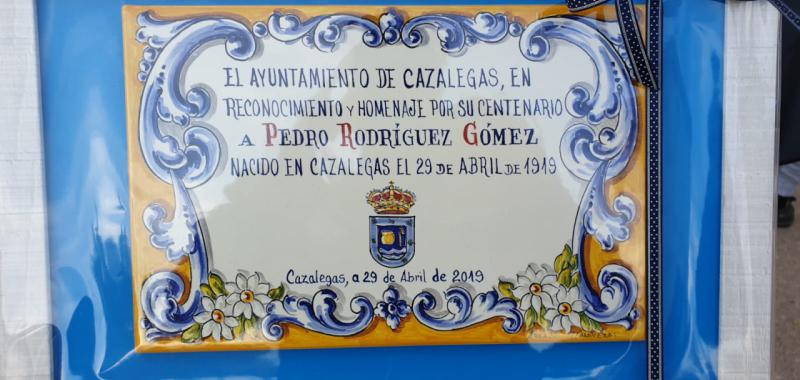 EL AYUNTAMIENTO DE CAZALEGAS, EN
RECONOCIMIENTO Y HOMENAJE POR SU CENTENARIO
A PEDRO RODRÍGUEZ GÓMEZ
NACIDO EN CAZALEGAS EL 29 DE ABRIL DE 1919
Cazalegas, a 29 de Abril de 2019